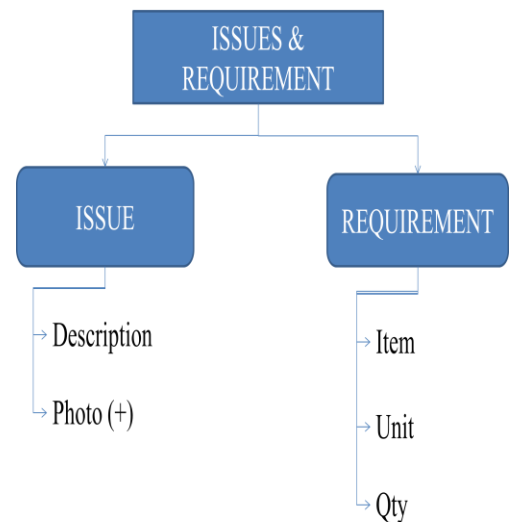 ISSUES &
REQUIREMENT
ISSUE
REQUIREMENT
Description
Photo (+)
Item
Unit
Qty